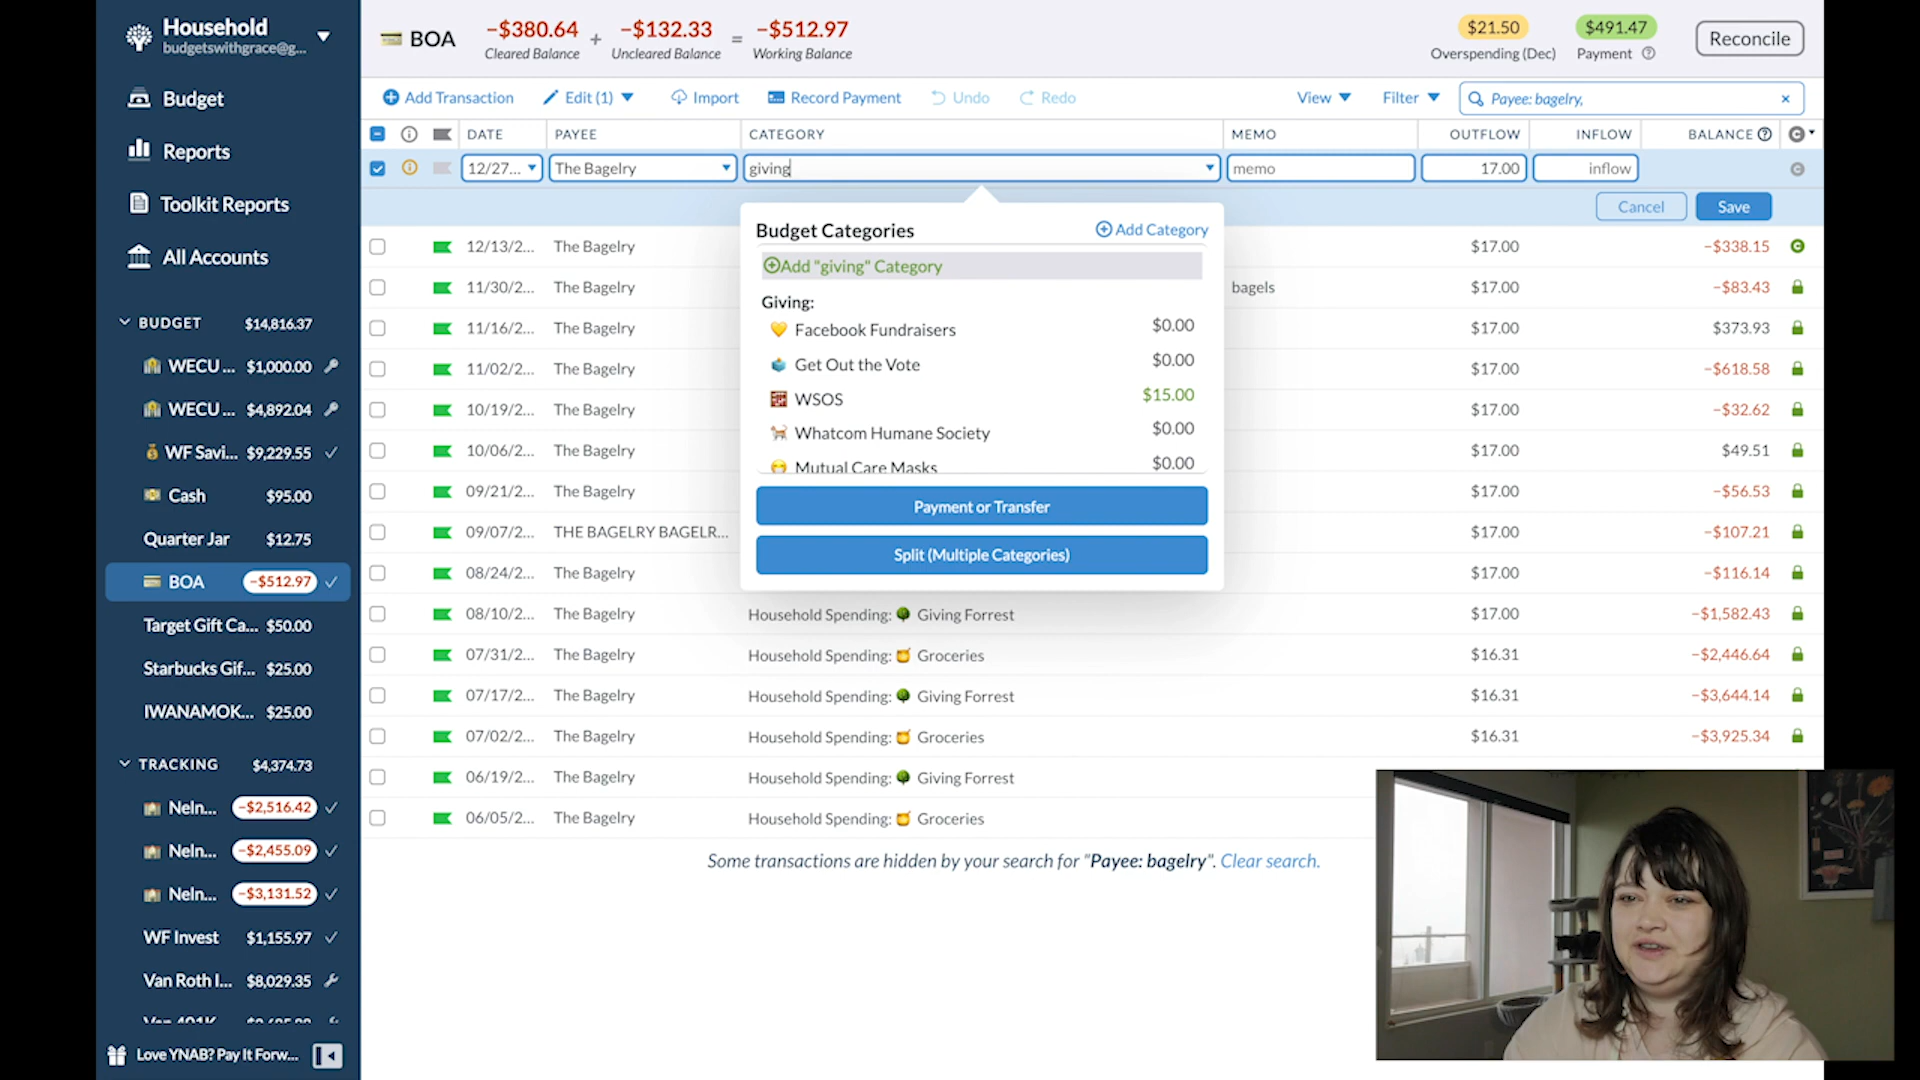 Household
budgetswithgrace@g...
Budget
Reports
Toolkit Reports
All Accounts
BUDGET $14,816.37
WECU ... $1,000.00
WECU ... $4,892.04
WF Savi... $9,229.55
Cash $95.00
Quarter Jar $12.75
BOA -$512.97
Target Gift Ca... $50.00
Starbucks Gif... $25.00
IWANAMOK... $25.00
TRACKING $4,374.73
Neln... -$2,516.42
Neln... -$2,455.09
Neln... -$3,131.52
WF Invest $1,155.97
Van Roth I... $8,029.35
Love YNAB? Pay It Forw...
BOA
-$380.64 + -$132.33 = -$512.97
Cleared Balance Uncleared Balance Working Balance
$21.50 $491.47
Overspending (Dec) Payment ?
Reconcile
Add Transaction Edit (1) Import Record Payment Undo Redo View Filter Payee: bagelry, ×
DATE PAYEE CATEGORY MEMO OUTFLOW INFLOW BALANCE ? C
12/27... The Bagelry giving memo 17.00 inflow C
Cancel Save
Budget Categories Add Category
Add "giving" Category
Giving:
Facebook Fundraisers $0.00
Get Out the Vote $0.00
WSOS $15.00
Whatcom Humane Society $0.00
Mutual Care Masks $0.00
Payment or Transfer
Split (Multiple Categories)
12/13/2... The Bagelry $17.00 -$338.15 C
11/30/2... The Bagelry bagels $17.00 -$83.43
11/16/2... The Bagelry $17.00 $373.93
11/02/2... The Bagelry $17.00 -$618.58
10/19/2... The Bagelry $17.00 -$32.62
10/06/2... The Bagelry $17.00 $49.51
09/21/2... The Bagelry $17.00 -$56.53
09/07/2... THE BAGELRY BAGELR... $17.00 -$107.21
08/24/2... The Bagelry $17.00 -$116.14
08/10/2... The Bagelry Household Spending: Giving Forrest $17.00 -$1,582.43
07/31/2... The Bagelry Household Spending: Groceries $16.31 -$2,446.64
07/17/2... The Bagelry Household Spending: Giving Forrest $16.31 -$3,644.14
07/02/2... The Bagelry Household Spending: Groceries $16.31 -$3,925.34
06/19/2... The Bagelry Household Spending: Giving Forrest
06/05/2... The Bagelry Household Spending: Groceries
Some transactions are hidden by your search for "Payee: bagelry". Clear search.